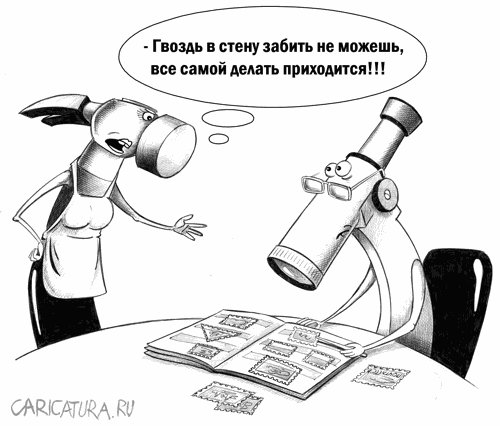 - Гвоздь в стену забить не можешь,
все самой делать приходится!!!
CARICATURA.RU